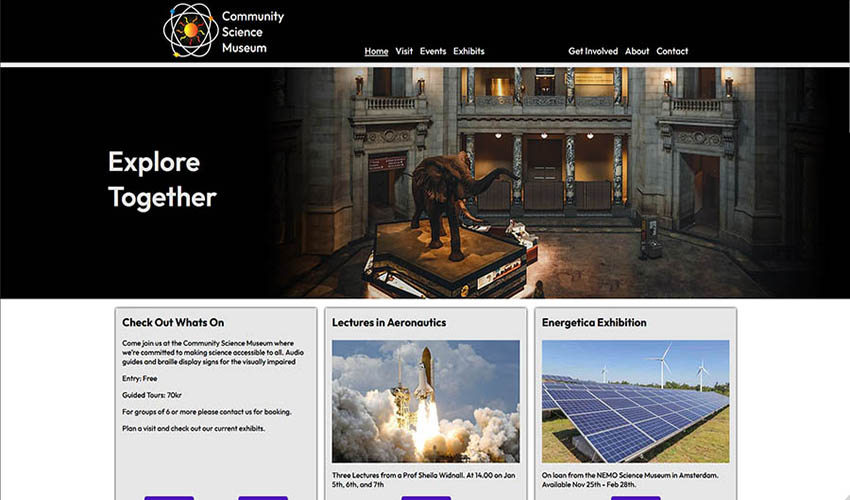 Community
Science
Museum
Home Visit Events Exhibits
Get Involved About Contact
Explore
Together
Check Out Whats On
Come join us at the Community Science Museum where
we're committed to making science accessible to all. Audio
guides and braille display signs for the visually impaired
Entry: Free
Guided Tours: 70kr
For groups of 6 or more please contact us for booking.
Plan a visit and check out our current exhibits.
Lectures in Aeronautics
Three Lectures from a Prof Sheila Widnall. At 14.00 on Jan
5th, 6th, and 7th
Energetica Exhibition
On loan from the NEMO Science Museum in Amsterdam.
Available Nov 25th - Feb 28th.